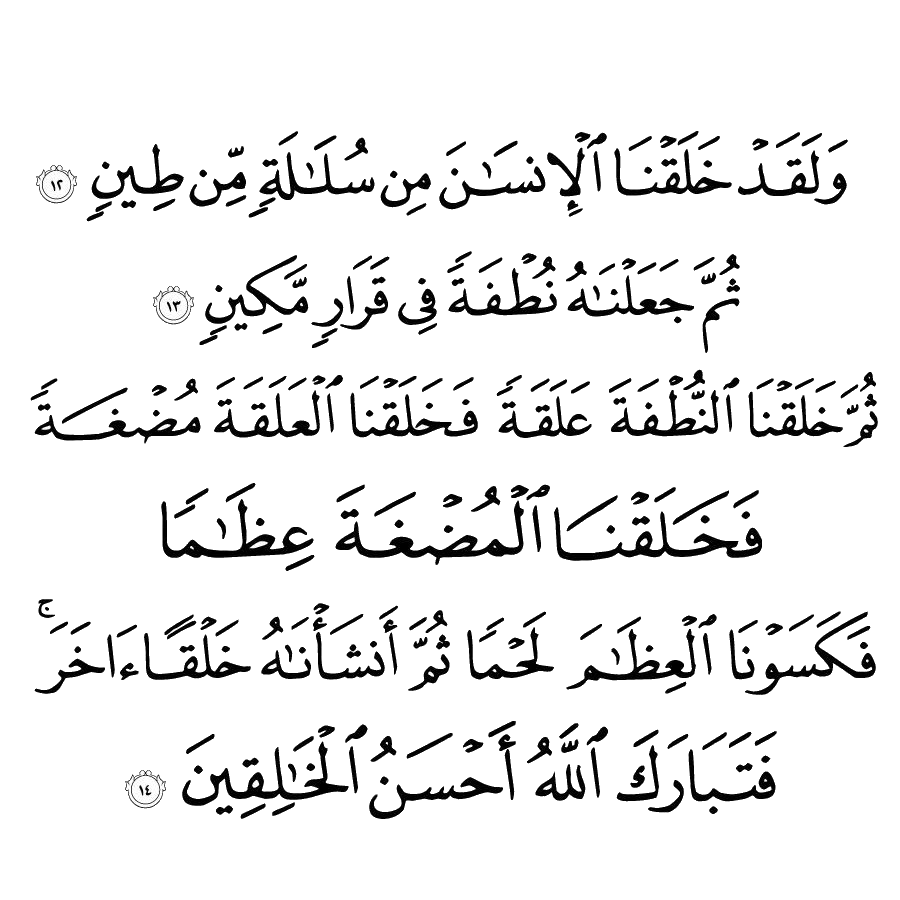 وَلَقَدۡ خَلَقۡنَا ٱلۡإِنسَٰنَ مِن سُلَٰلَةٖ مِّن طِينٖ ١٢
ثُمَّ جَعَلۡنَٰهُ نُطۡفَةٗ فِي قَرَارٖ مَّكِينٖ ١٣
ثُمَّ خَلَقۡنَا ٱلنُّطۡفَةَ عَلَقَةٗ فَخَلَقۡنَا ٱلۡعَلَقَةَ مُضۡغَةٗ
فَخَلَقۡنَا ٱلۡمُضۡغَةَ عِظَٰمٗا
فَكَسَوۡنَا ٱلۡعِظَٰمَ لَحۡمٗا ثُمَّ أَنشَأۡنَٰهُ خَلۡقًا ءَاخَرَۚ
فَتَبَارَكَ ٱللَّهُ أَحۡسَنُ ٱلۡخَٰلِقِينَ ١٤